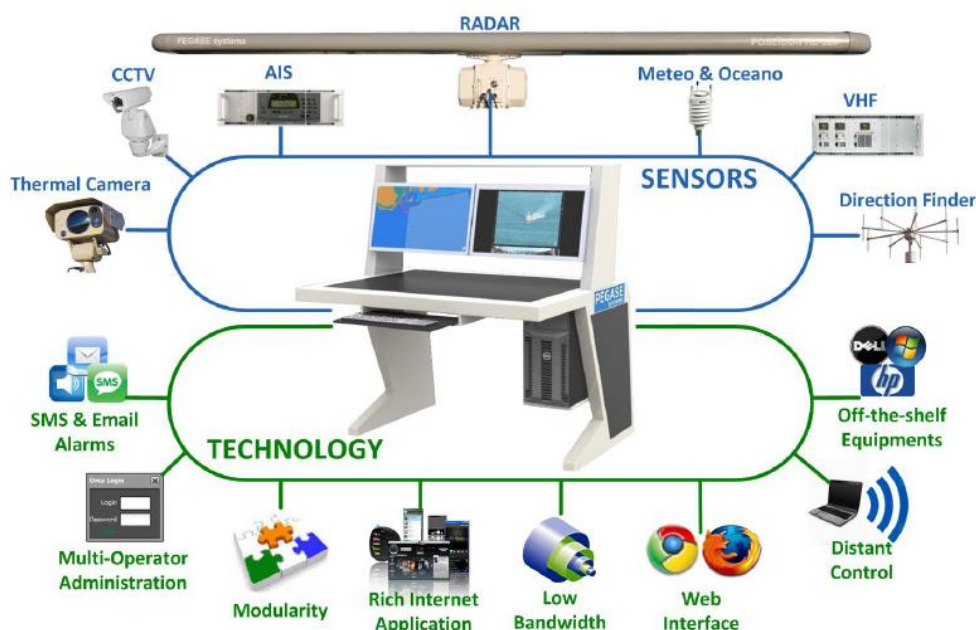 RADAR
PEGASE systems
CCTV
AIS
Meteo & Oceano
VHF
SENSORS
Thermal Camera
Direction Finder
PEGASE
SMS
DELL
hp
SMS & Email
Alarms
TECHNOLOGY
Off-the-shelf
Equipments
Orca Login
Login
Password
Multi-Operator
Administration
Modularity
Rich Internet
Application
Low
Bandwidth
Web
Interface
Distant
Control